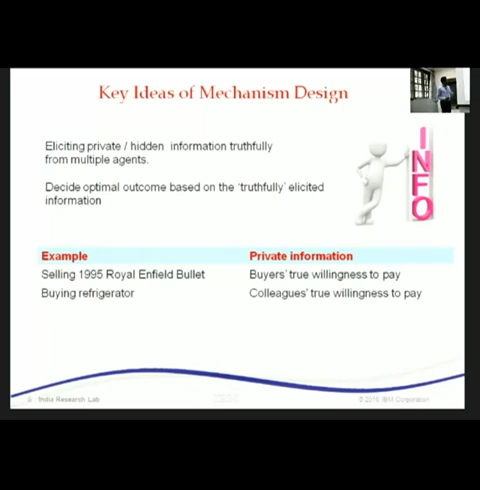 Key Ideas of Mechanism Design
Eliciting private / hidden information truthfully
from multiple agents.
Decide optimal outcome based on the 'truthfully' elicited
information
INFO
Example Private information
Selling 1995 Royal Enfield Bullet Buyers' true willingness to pay
Buying refrigerator Colleagues' true willingness to pay
India Research Lab IBM © 2010 IBM Corporation